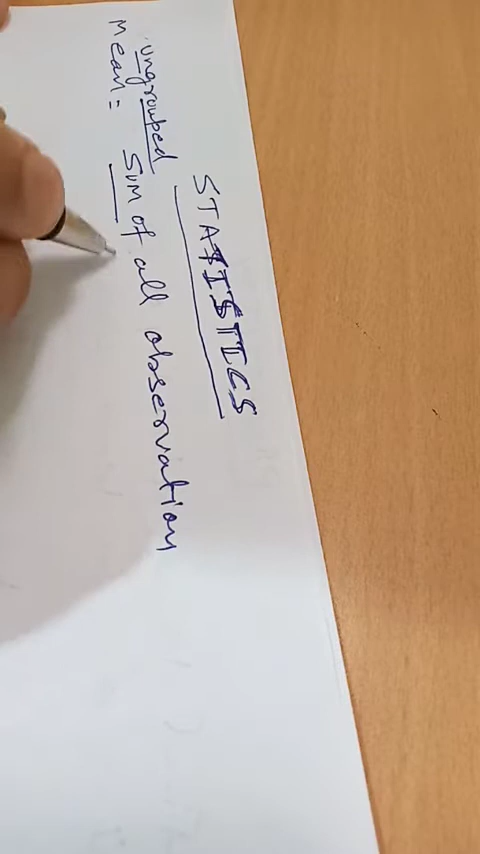 STATISTICS
ungrouped
Mean = Sum of all observation